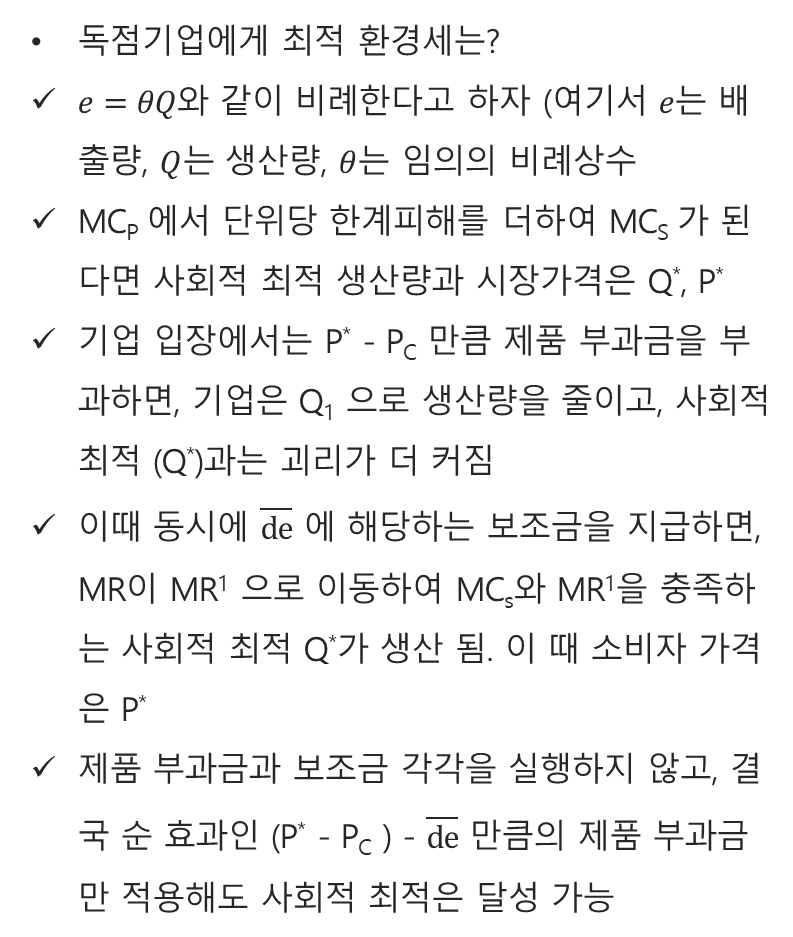 • 독점기업에게 최적 환경세는?
✓ e = θQ와 같이 비례한다고 하자 (여기서 e는 배
출량, Q는 생산량, θ는 임의의 비례상수
✓ MCₚ 에서 단위당 한계피해를 더하여 MCₛ 가 된
다면 사회적 최적 생산량과 시장가격은 Q*, P*
✓ 기업 입장에서는 P* - P_C 만큼 제품 부과금을 부
과하면, 기업은 Q₁ 으로 생산량을 줄이고, 사회적
최적 (Q*)과는 괴리가 더 커짐
✓ 이때 동시에 d̅e̅ 에 해당하는 보조금을 지급하면,
MR이 MR¹ 으로 이동하여 MCₛ와 MR¹을 충족하
는 사회적 최적 Q*가 생산 됨. 이 때 소비자 가격
은 P*
✓ 제품 부과금과 보조금 각각을 실행하지 않고, 결
국 순 효과인 (P* - P_C ) - d̅e̅ 만큼의 제품 부과금
만 적용해도 사회적 최적은 달성 가능